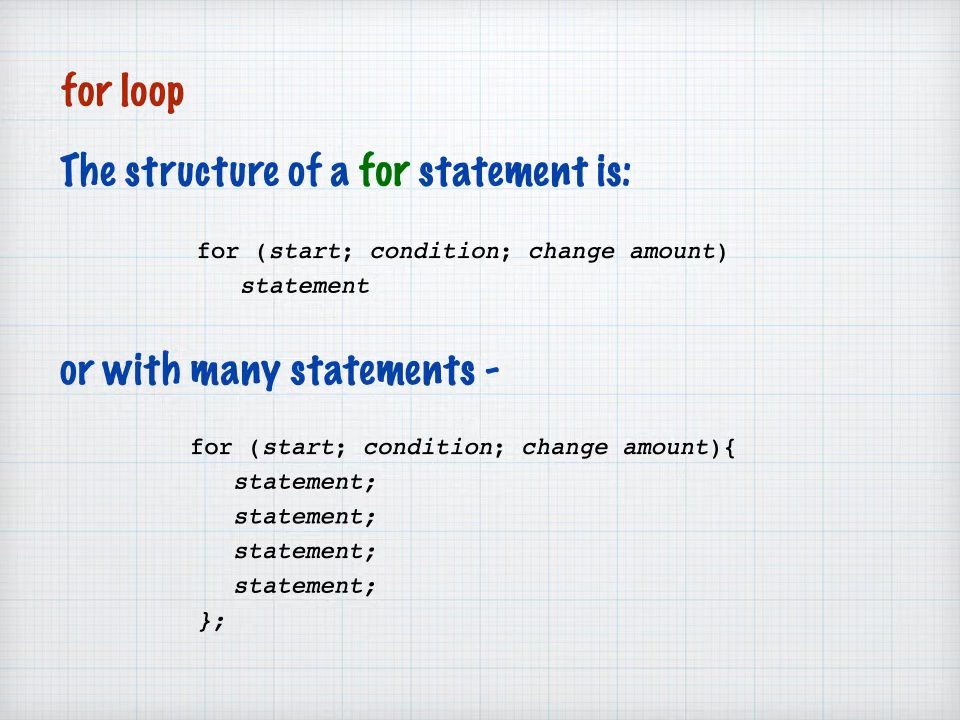 for loop
The structure of a for statement is:
for (start; condition; change amount)
statement
or with many statements -
for (start; condition; change amount){
statement;
statement;
statement;
statement;
};